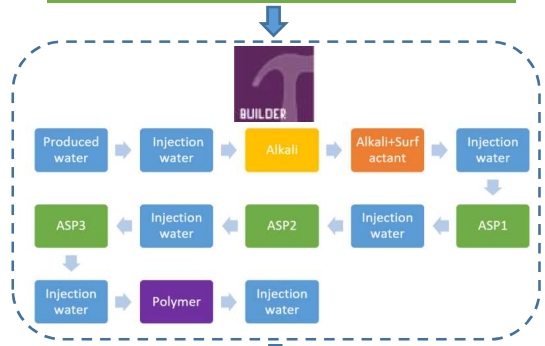 BUILDER
Produced
water
Injection
water
Alkali
Alkali+Surf
actant
Injection
water
ASP3
Injection
water
ASP2
Injection
water
ASP1
Injection
water
Polymer
Injection
water